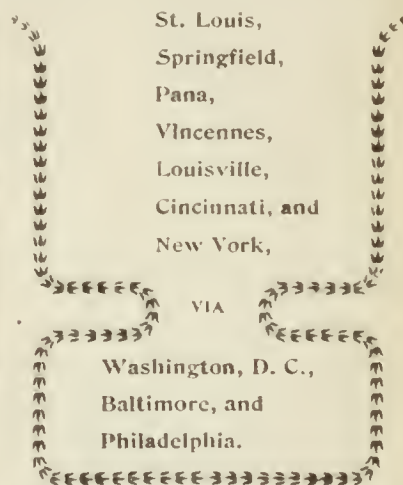 St. Louis,
Springfield,
Pana,
Vincennes,
Louisville,
Cincinnati, and
New York,
VIA
Washington, D. C.,
Baltimore, and
Philadelphia.